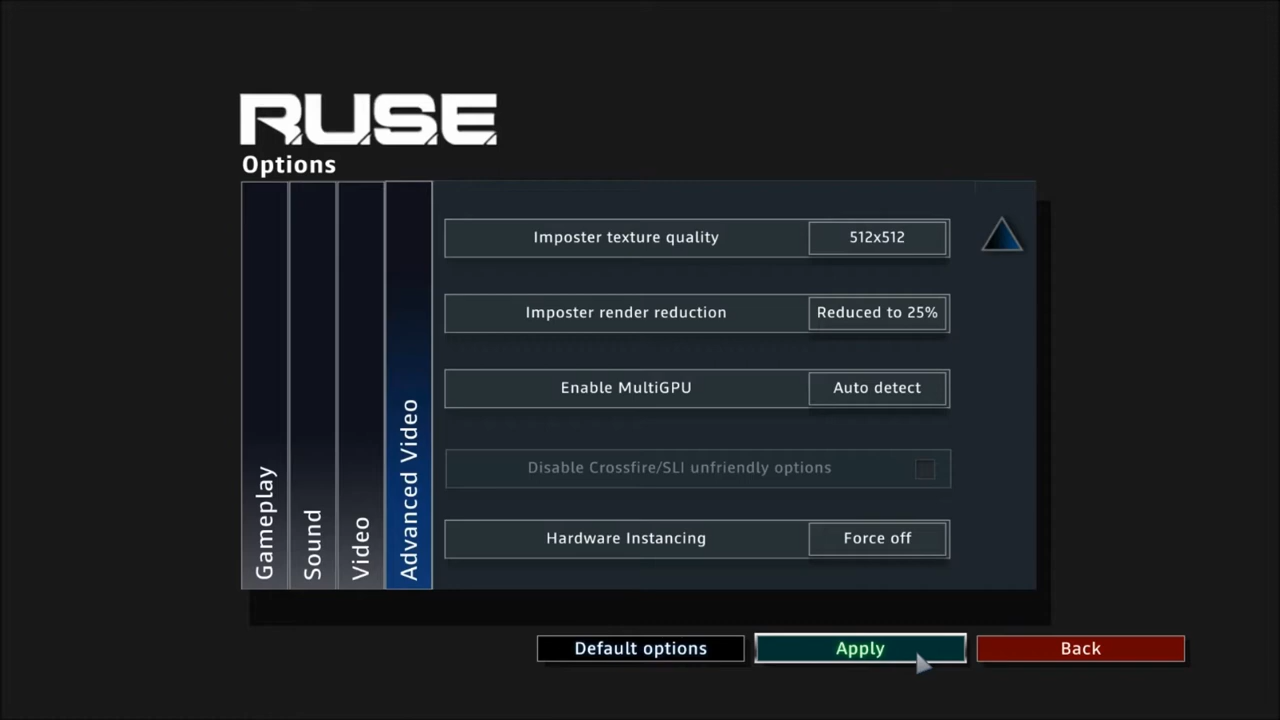 R.U.S.E
Options
Gameplay
Sound
Video
Advanced Video
Imposter texture quality 512x512
Imposter render reduction Reduced to 25%
Enable MultiGPU Auto detect
Disable Crossfire/SLI unfriendly options
Hardware Instancing Force off
Default options Apply Back